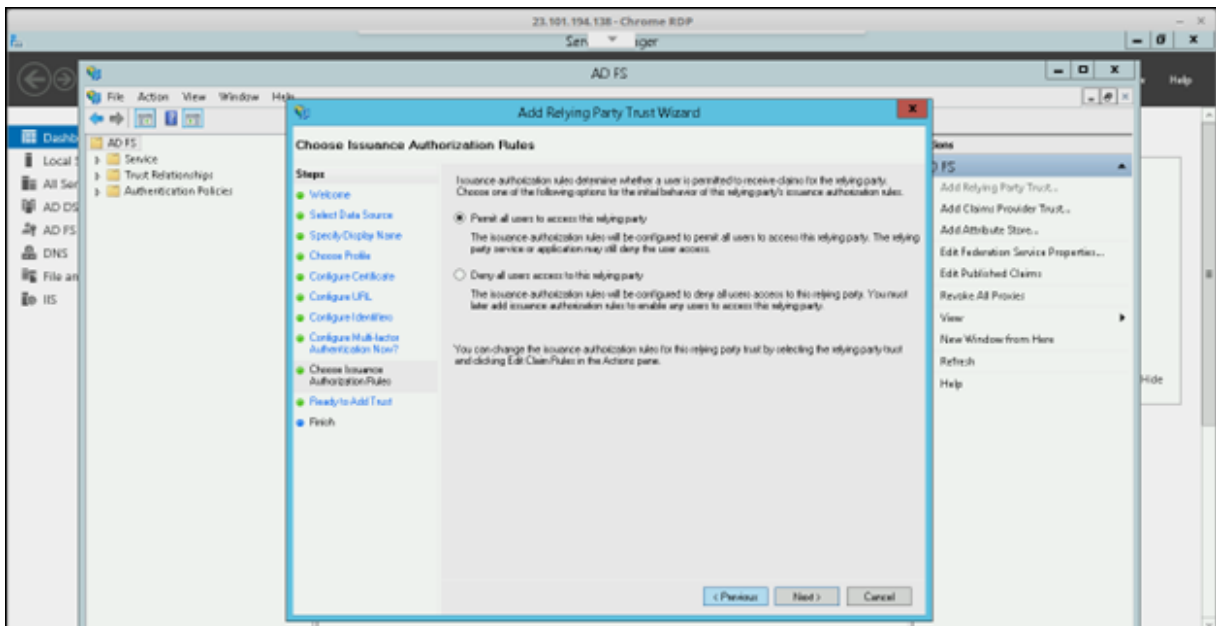 23.101.194.138 - Chrome RDP
AD FS
File Action View Window Help
AD FS
Service
Trust Relationships
Authentication Policies
DNS
IIS
Add Relying Party Trust Wizard
Choose Issuance Authorization Rules
Steps
Welcome
Select Data Source
Specify Display Name
Choose Profile
Configure Certificate
Configure URL
Configure Identifiers
Configure Multi-factor
Authentication Now?
Choose Issuance
Authorization Rules
Ready to Add Trust
Finish
Issuance authorization rules determine whether a user is permitted to receive claims for the relying party.
Choose one of the following options for the initial behavior of this relying party's issuance authorization rules.
Permit all users to access this relying party
The issuance authorization rules will be configured to permit all users to access this relying party. The relying
party service or application may still deny the user access.
Deny all users access to this relying party
The issuance authorization rules will be configured to deny all users access to this relying party. You must
later add issuance authorization rules to enable any users to access this relying party.
You can change the issuance authorization rules for this relying party trust by selecting the relying party trust
and clicking Edit Claim Rules in the Actions pane.
< Previous
Next >
Cancel
Add Relying Party Trust...
Add Claims Provider Trust...
Add Attribute Store...
Edit Federation Service Properties...
Edit Published Claims
Revoke All Proxies
View
New Window from Here
Refresh
Help
Help
Hide